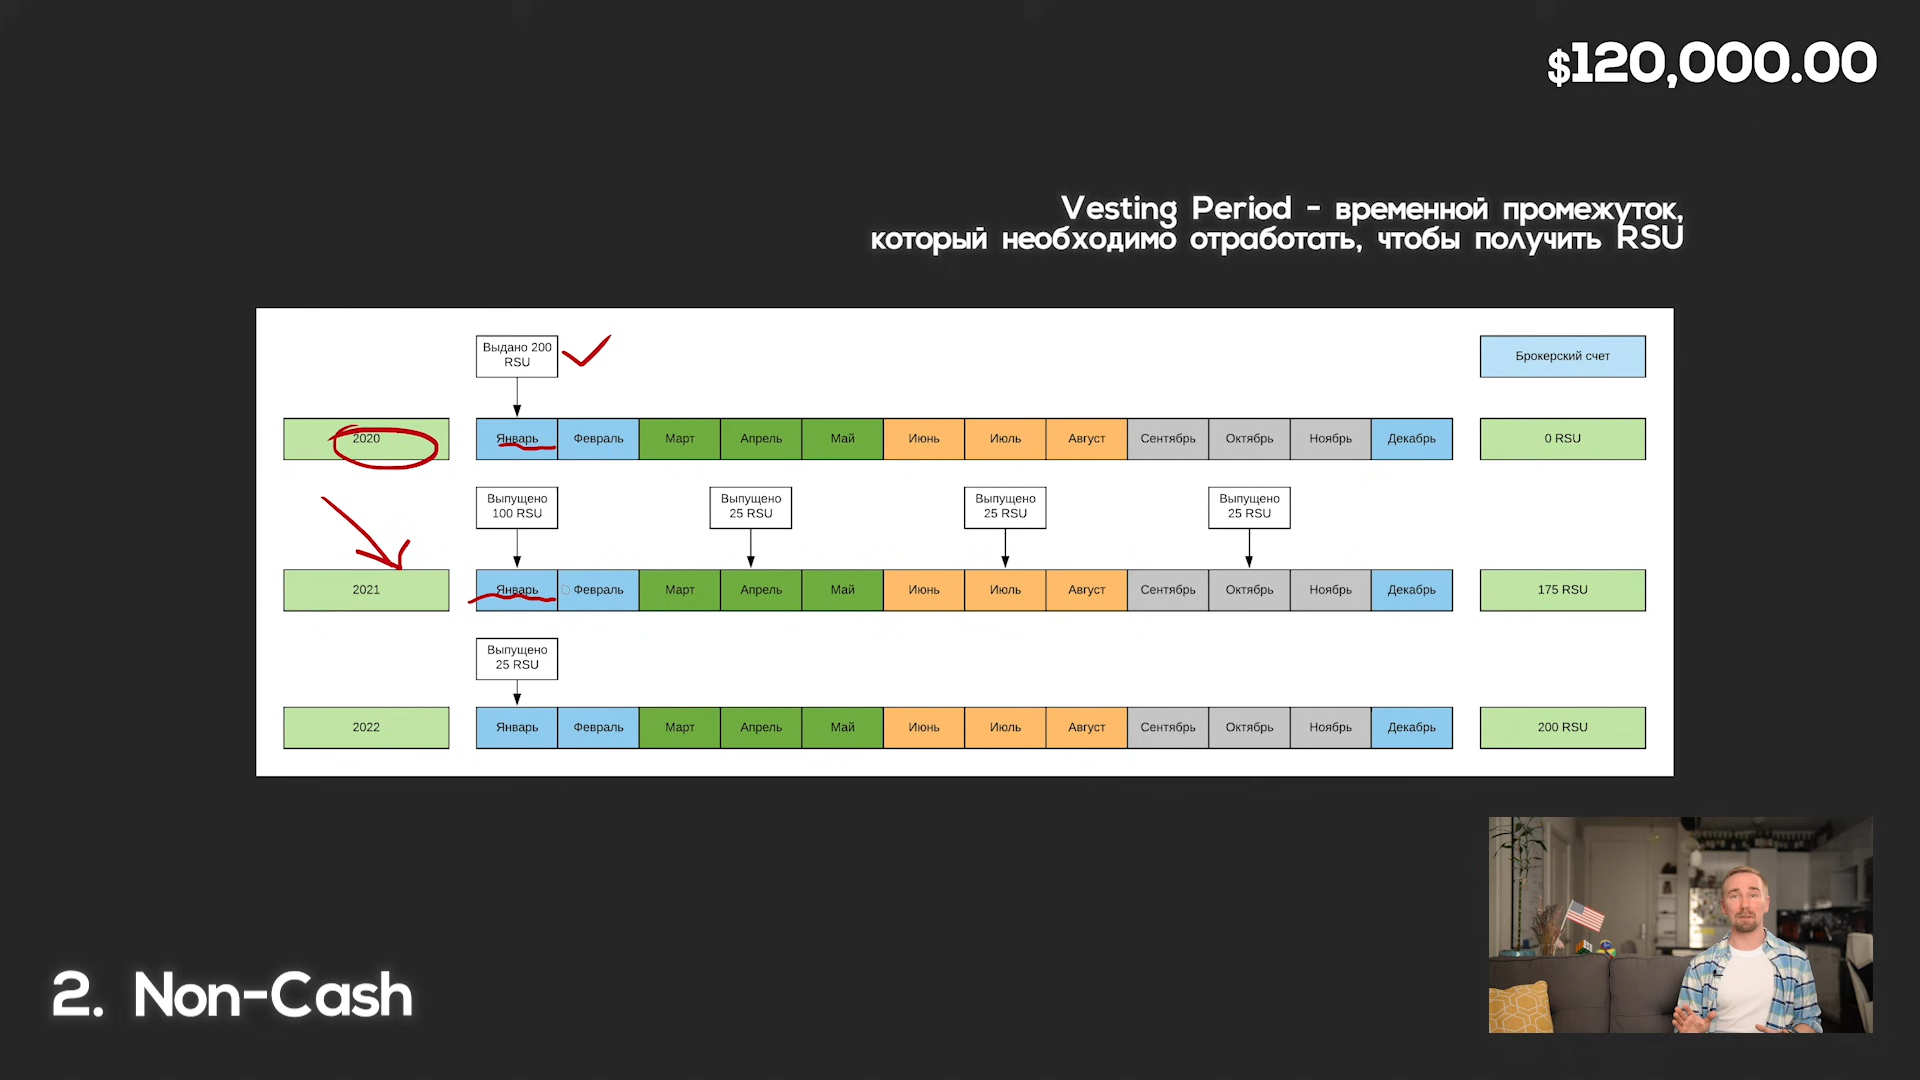 $120,000.00
Vesting Period - временной промежуток,
который необходимо отработать, чтобы получить RSU
Выдано 200
RSU
Брокерский счет
2020
Январь
Февраль
Март
Апрель
Май
Июнь
Июль
Август
Сентябрь
Октябрь
Ноябрь
Декабрь
0 RSU
Выпущено
100 RSU
Выпущено
25 RSU
Выпущено
25 RSU
Выпущено
25 RSU
2021
Январь
Февраль
Март
Апрель
Май
Июнь
Июль
Август
Сентябрь
Октябрь
Ноябрь
Декабрь
175 RSU
Выпущено
25 RSU
2022
Январь
Февраль
Март
Апрель
Май
Июнь
Июль
Август
Сентябрь
Октябрь
Ноябрь
Декабрь
200 RSU
2. Non-Cash